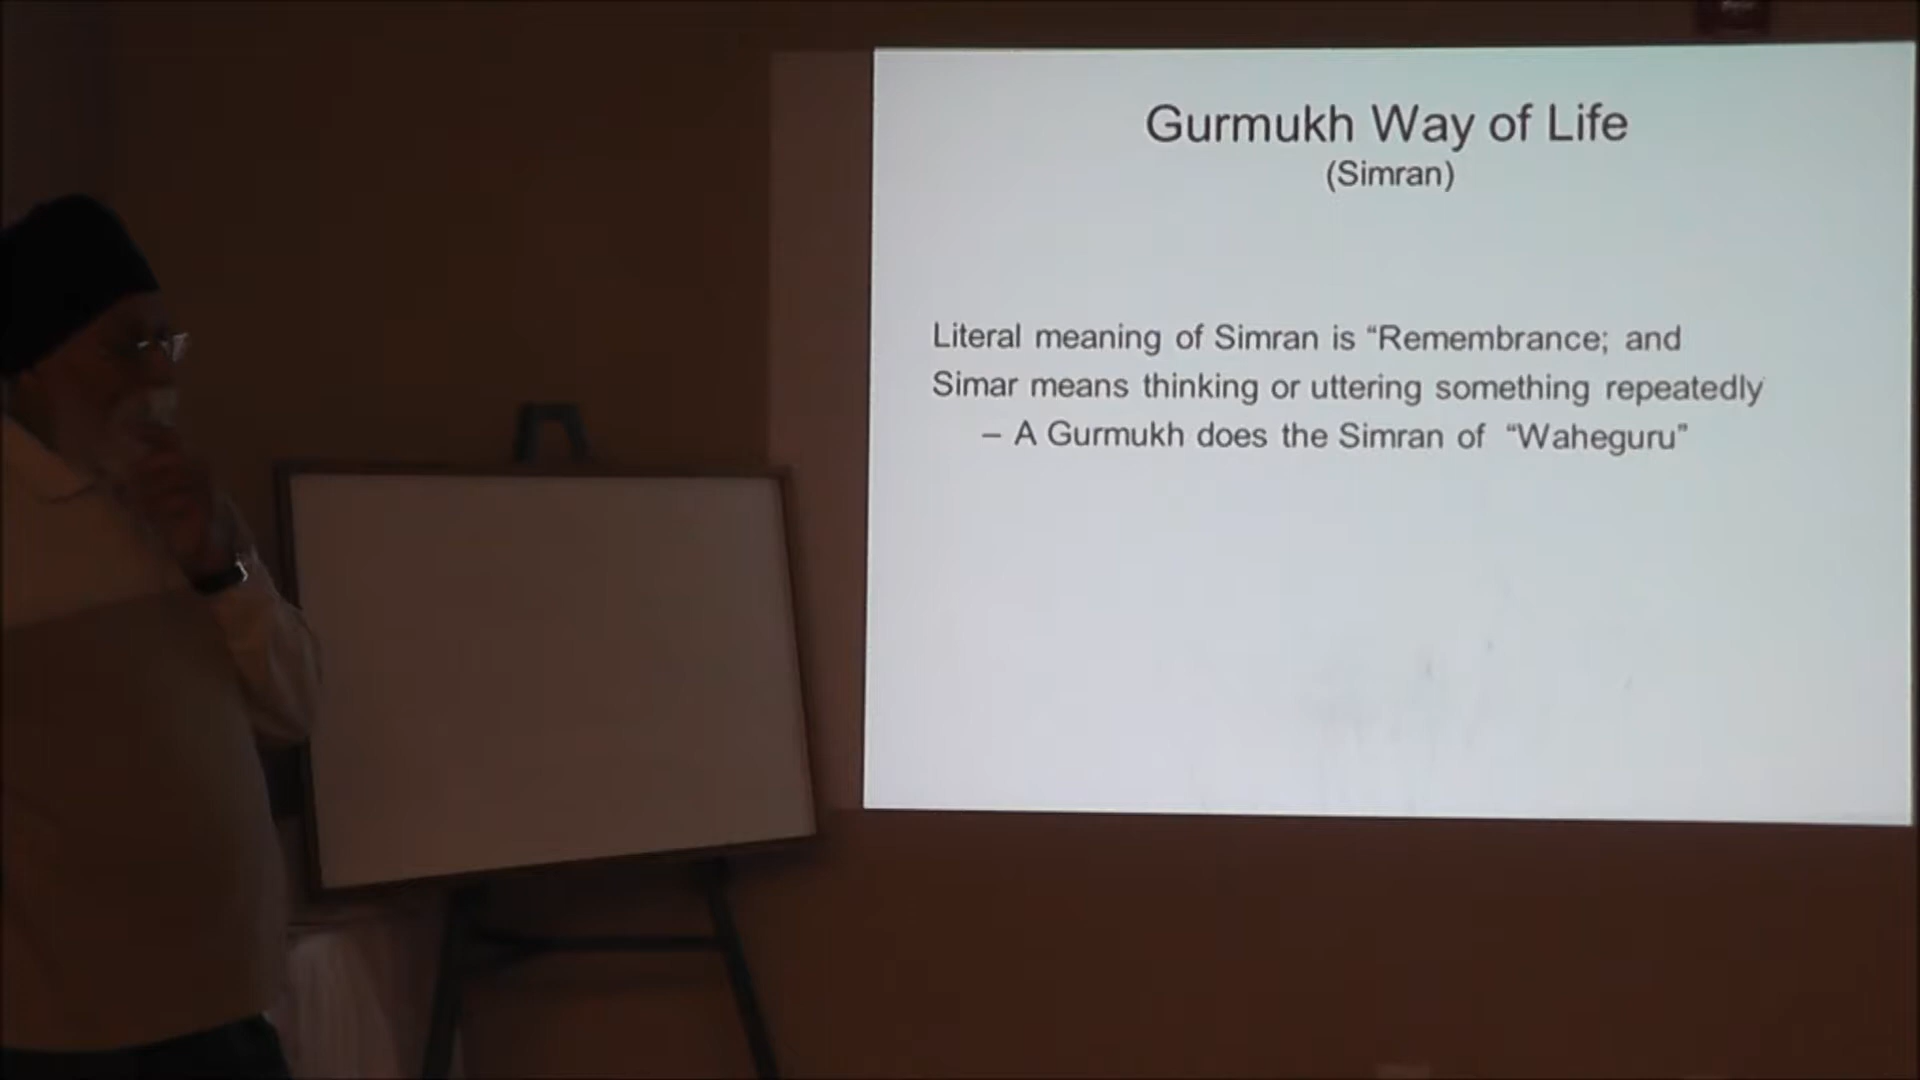 Gurmukh Way of Life
(Simran)
Literal meaning of Simran is “Remembrance; and
Simar means thinking or uttering something repeatedly
– A Gurmukh does the Simran of “Waheguru”